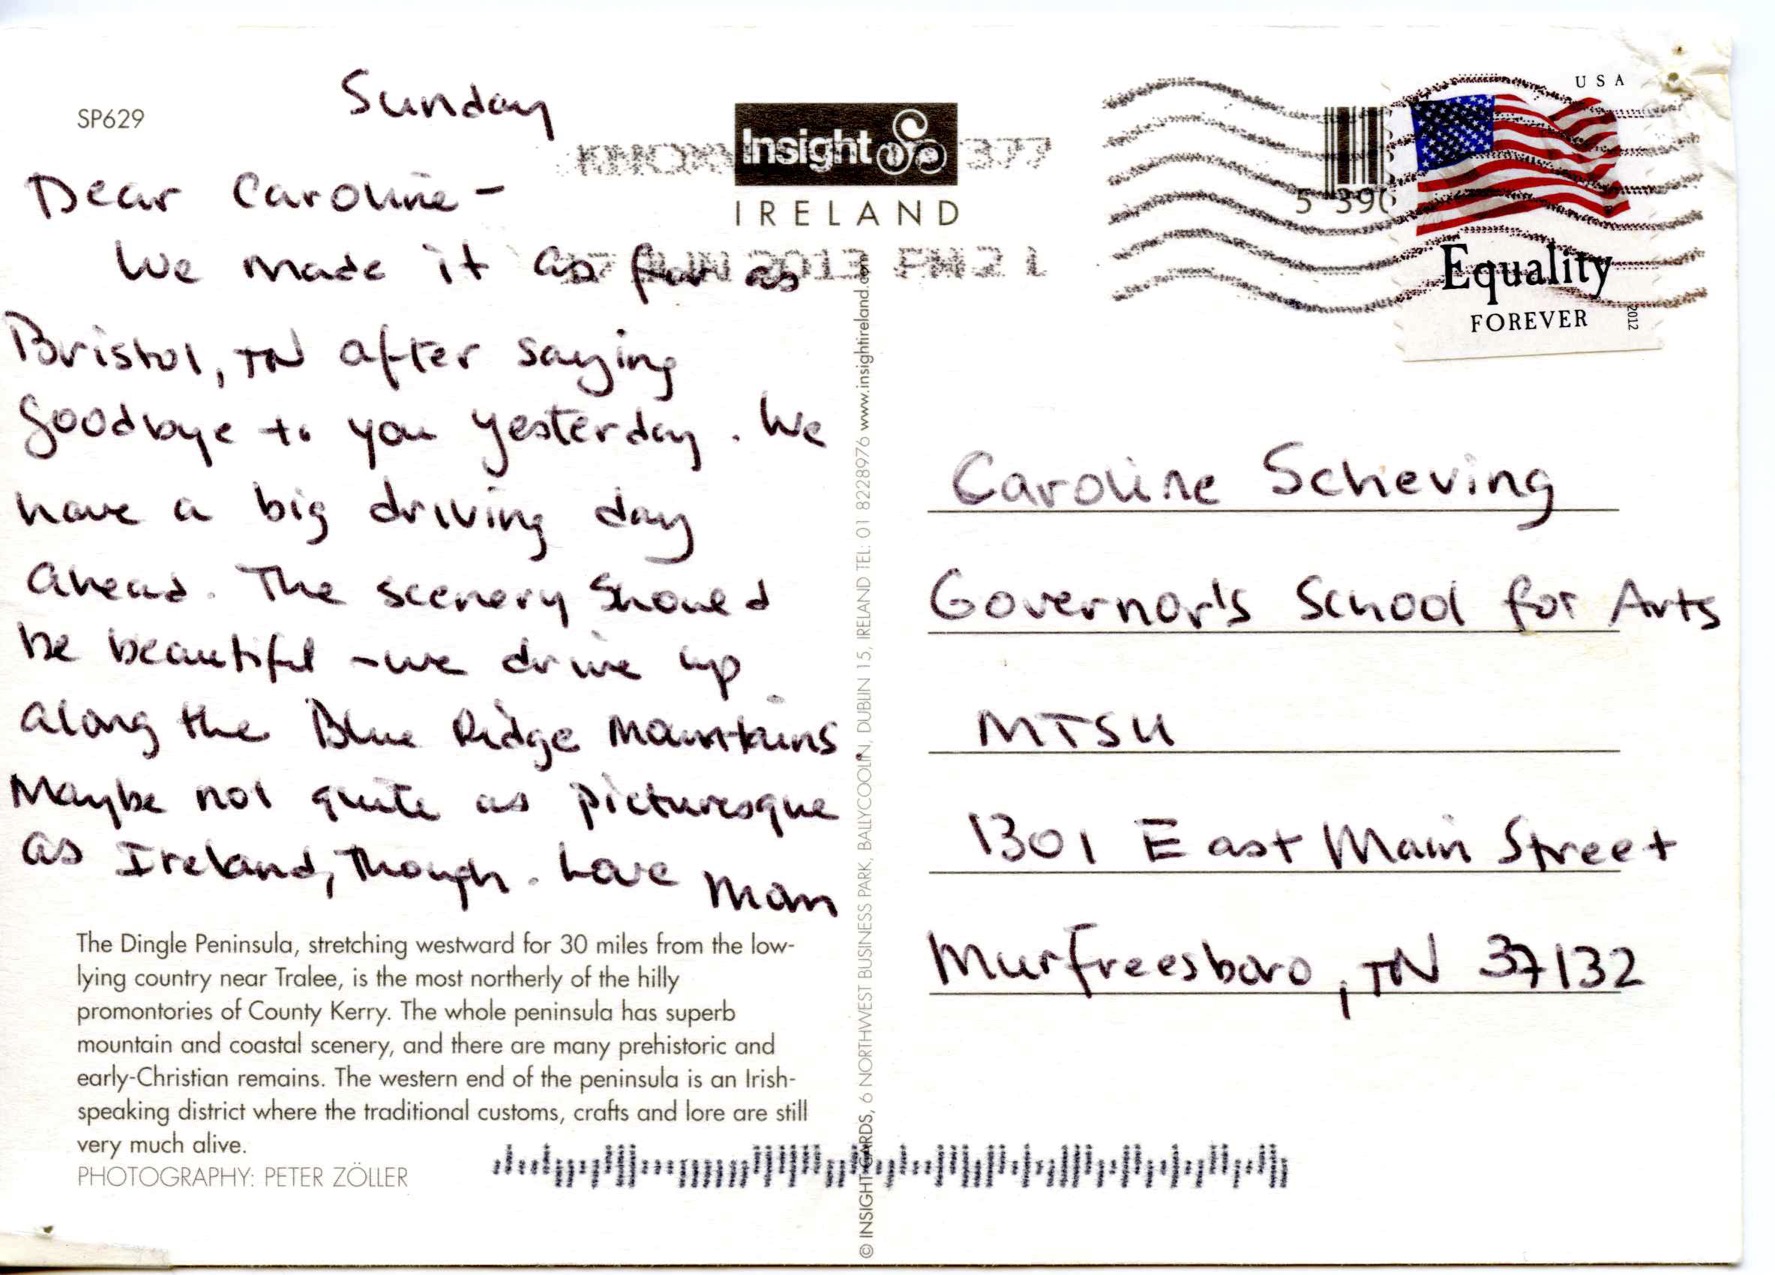 SP629
Sunday
Dear Caroline -
We made it as far as
Bristol, TN after saying
goodbye to you yesterday. We
have a big driving day
ahead. The scenery should
be beautiful - we drive up
along the Blue Ridge Mountains
Maybe not quite as picturesque
as Ireland, though. Love Mom
The Dingle Peninsula, stretching westward for 30 miles from the low-
lying country near Tralee, is the most northerly of the hilly
promontories of County Kerry. The whole peninsula has superb
mountain and coastal scenery, and there are many prehistoric and
early-Christian remains. The western end of the peninsula is an Irish-
speaking district where the traditional customs, crafts and lore are still
very much alive.
PHOTOGRAPHY: PETER ZÖLLER
Insight
IRELAND
377
JUN 2013 PM 2 L
© INSIGHT CARDS, 6 NORTHWEST BUSINESS PARK, BALLYCOOLIN, DUBLIN 15, IRELAND TEL: 01 8228976 www.insightireland.com
5 390
USA
Equality
FOREVER
2012
Caroline Scheving
Governor's School for Arts
MTSU
1301 East Main Street
Murfreesboro, TN 37132